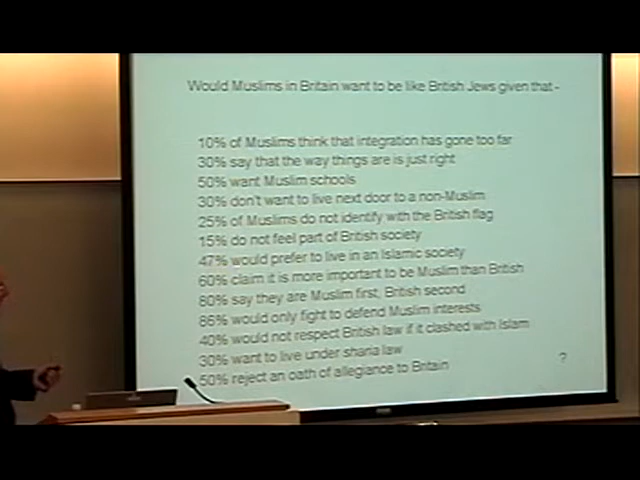 Would Muslims in Britain want to be like British Jews given that -
10% of Muslims think that integration has gone too far
30% say that the way things are is just right
50% want Muslim schools
30% don't want to live next door to a non-Muslim
25% of Muslims do not identify with the British flag
15% do not feel part of British society
47% would prefer to live in an Islamic society
60% claim it is more important to be Muslim than British
80% say they are Muslim first, British second
86% would only fight to defend Muslim interests
40% would not respect British law if it clashed with Islam
30% want to live under sharia law
50% reject an oath of allegiance to Britain
?